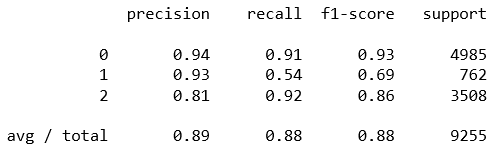 precision recall f1-score support
0 0.94 0.91 0.93 4985
1 0.93 0.54 0.69 762
2 0.81 0.92 0.86 3508
avg / total 0.89 0.88 0.88 9255